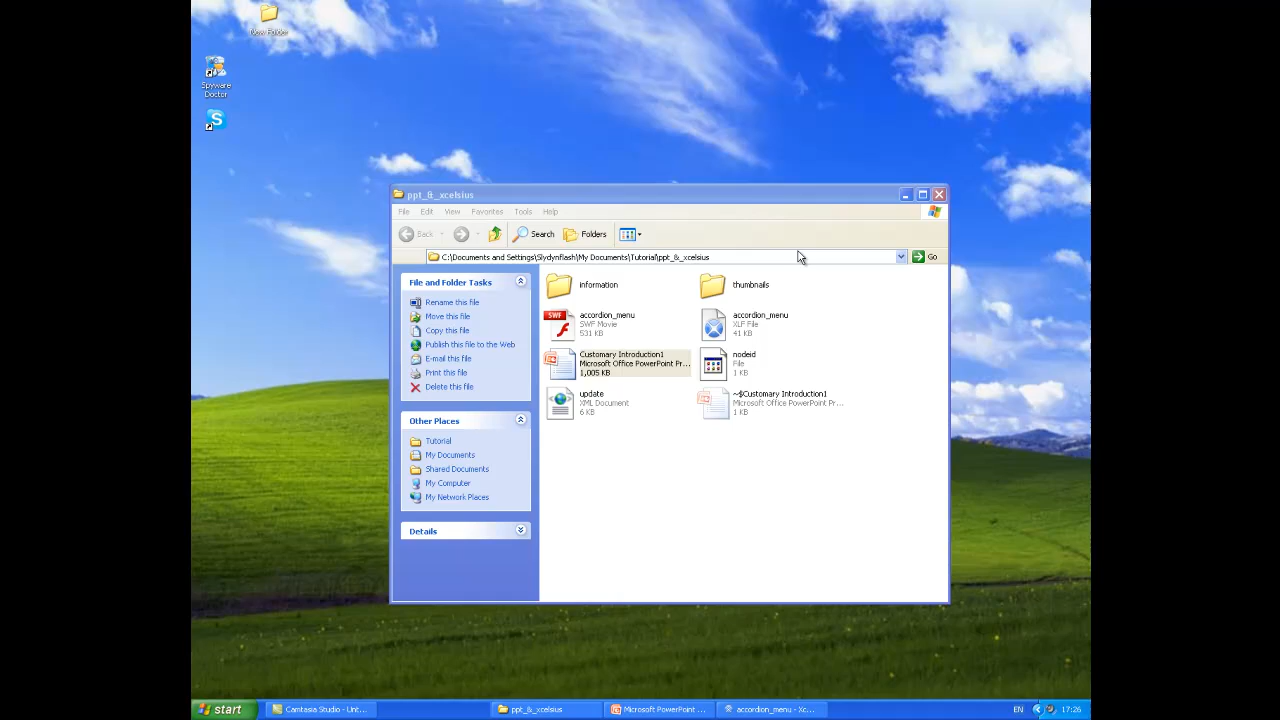 New Folder
Spyware
Doctor
ppt_&_xcelsius
File Edit View Favorites Tools Help
Back Search Folders
C:\Documents and Settings\Slydynflash\My Documents\Tutorial\ppt_&_xcelsius Go
File and Folder Tasks
Rename this file
Move this file
Copy this file
Publish this file to the Web
E-mail this file
Print this file
Delete this file
Other Places
Tutorial
My Documents
Shared Documents
My Computer
My Network Places
Details
information
thumbnails
SWF
accordion_menu
SWF Movie
531 KB
accordion_menu
XLF File
41 KB
Customary Introduction1
Microsoft Office PowerPoint Pr...
1,005 KB
nodeid
File
1 KB
update
XML Document
6 KB
~$Customary Introduction1
Microsoft Office PowerPoint Pr...
1 KB
start Camtasia Studio - Unt... ppt_&_xcelsius Microsoft PowerPoint ... accordion_menu - Xc... EN 17:26